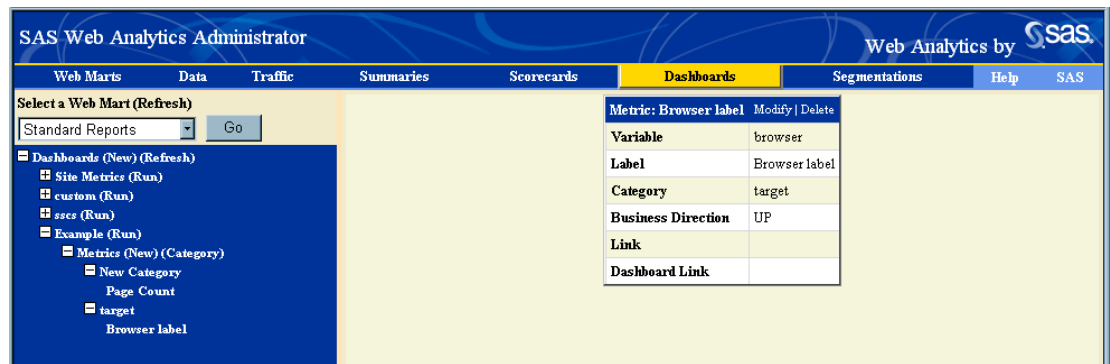 SAS Web Analytics Administrator
Web Analytics by sas.
Web Marts Data Traffic Summaries Scorecards Dashboards Segmentations Help SAS
Select a Web Mart (Refresh)
Standard Reports Go
Dashboards (New) (Refresh)
Site Metrics (Run)
custom (Run)
sscs (Run)
Example (Run)
Metrics (New) (Category)
New Category
Page Count
target
Browser label
Metric: Browser label Modify | Delete
Variable browser
Label Browser label
Category target
Business Direction UP
Link
Dashboard Link